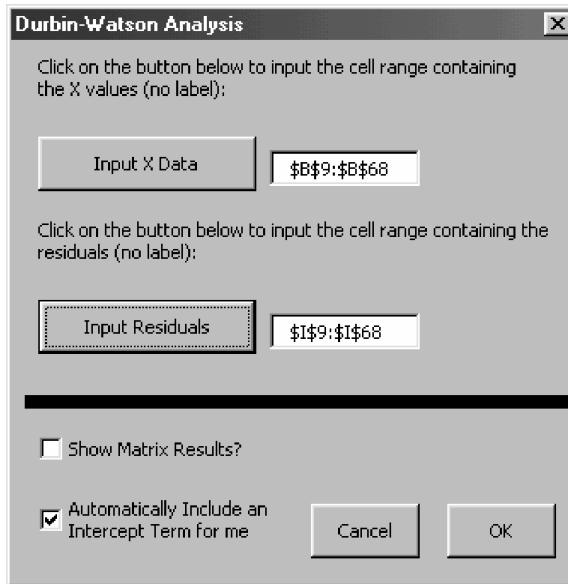 Durbin-Watson Analysis
Click on the button below to input the cell range containing
the X values (no label):
Input X Data
$B$9:$B$68
Click on the button below to input the cell range containing the
residuals (no label):
Input Residuals
$I$9:$I$68
Show Matrix Results?
Automatically Include an
Intercept Term for me
Cancel
OK